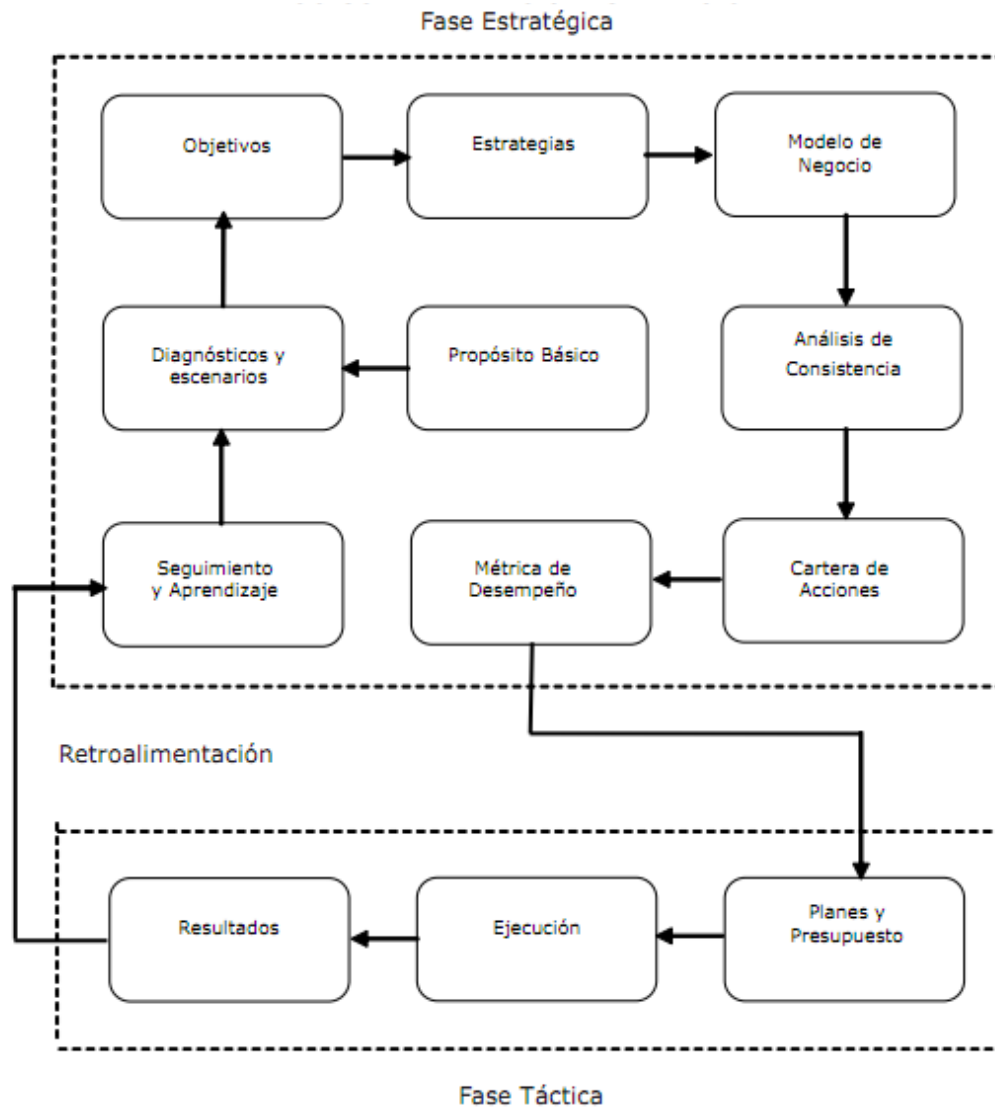 Fase Estratégica
Objetivos
Estrategias
Modelo de
Negocio
Diagnósticos y
escenarios
Propósito Básico
Análisis de
Consistencia
Seguimiento
y Aprendizaje
Métrica de
Desempeño
Cartera de
Acciones
Retroalimentación
Resultados
Ejecución
Planes y
Presupuesto
Fase Táctica